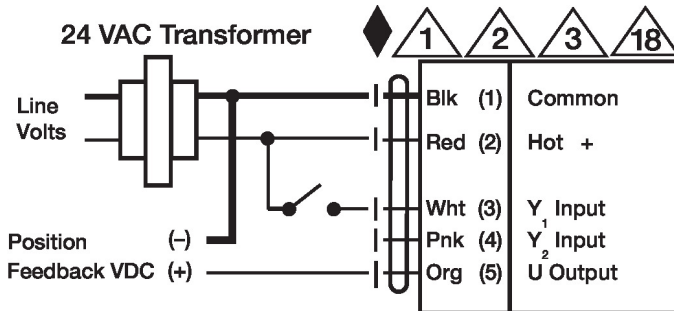 24 VAC Transformer
1 2 3 18
Line
Volts
Blk (1) Common
Red (2) Hot +
Wht (3) Y1 Input
Pnk (4) Y2 Input
Org (5) U Output
Position (–)
Feedback VDC (+)